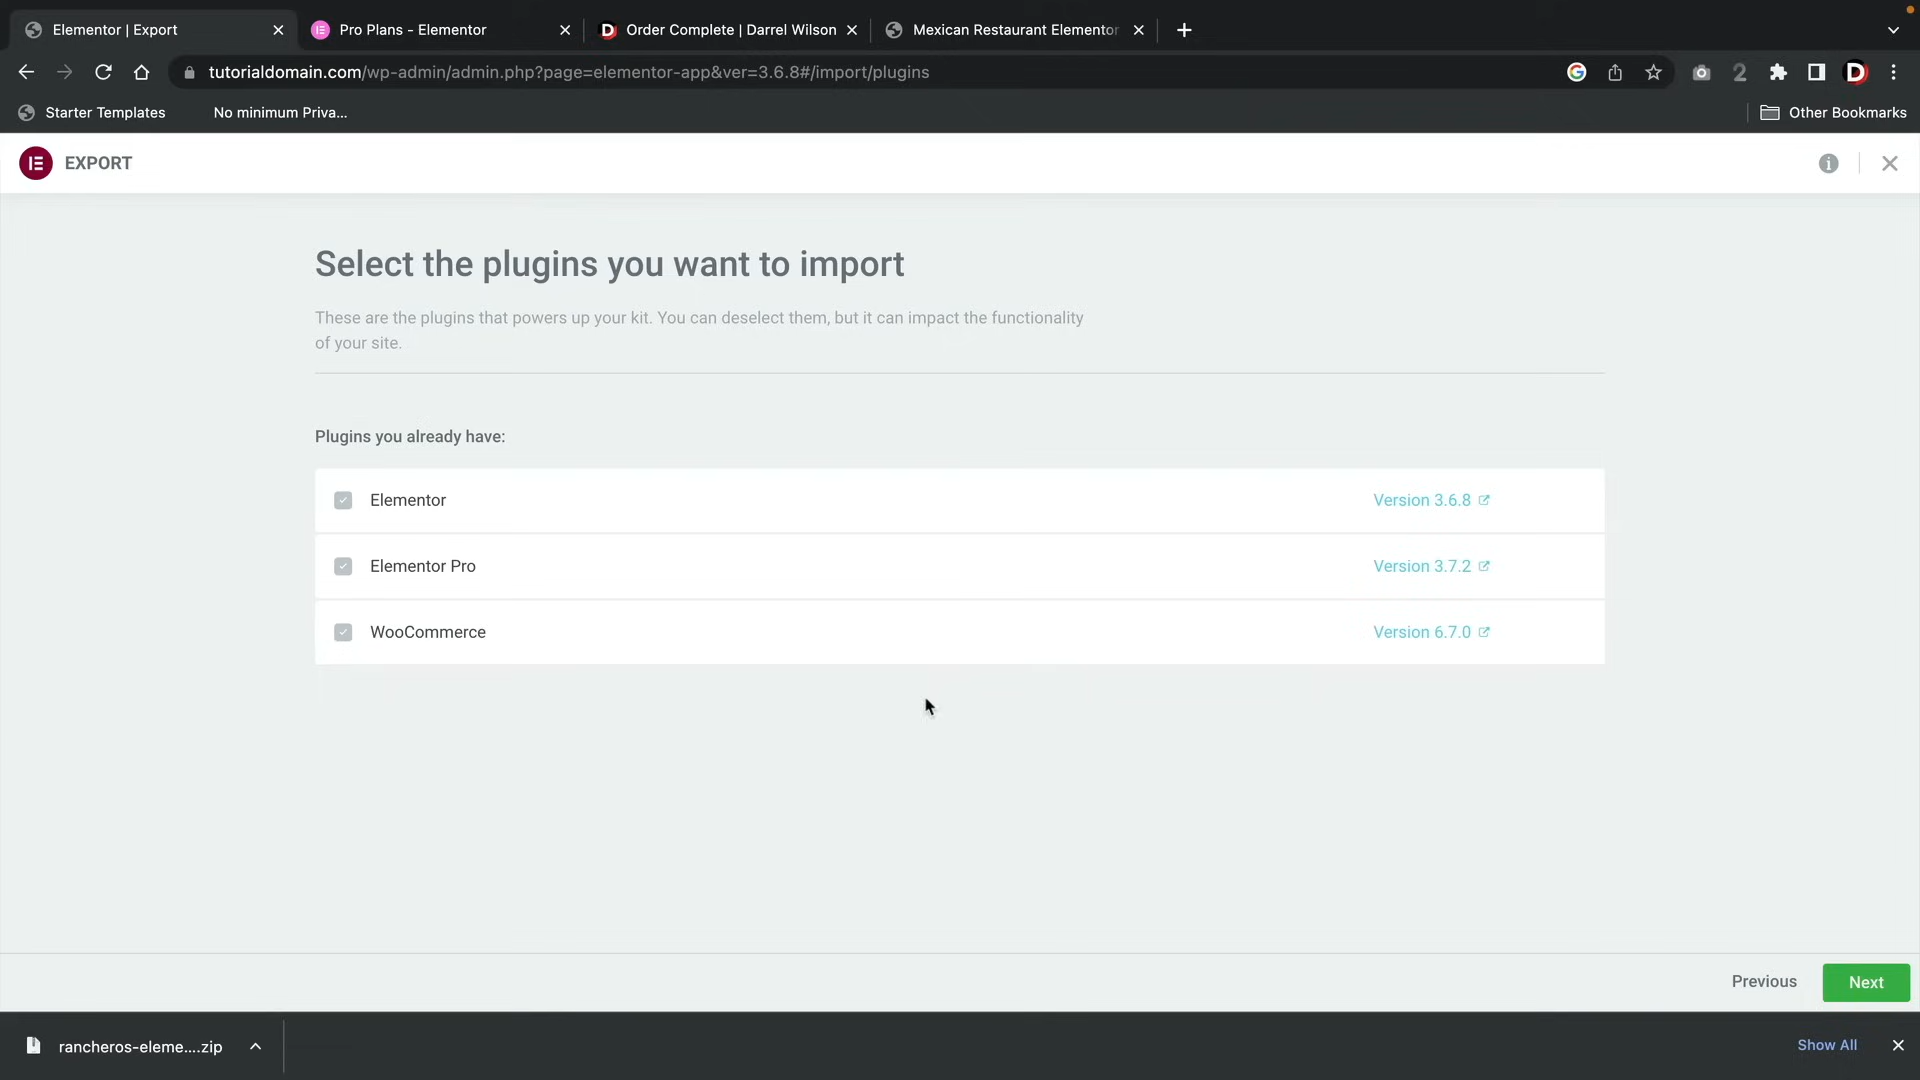 Elementor | Export
Pro Plans - Elementor
Order Complete | Darrel Wilson
Mexican Restaurant Elementor
tutorialdomain.com/wp-admin/admin.php?page=elementor-app&ver=3.6.8#/import/plugins
2
Starter Templates
No minimum Priva...
Other Bookmarks
EXPORT
Select the plugins you want to import
These are the plugins that powers up your kit. You can deselect them, but it can impact the functionality
of your site.
Plugins you already have:
Elementor
Version 3.6.8
Elementor Pro
Version 3.7.2
WooCommerce
Version 6.7.0
Previous
Next
rancheros-eleme....zip
Show All